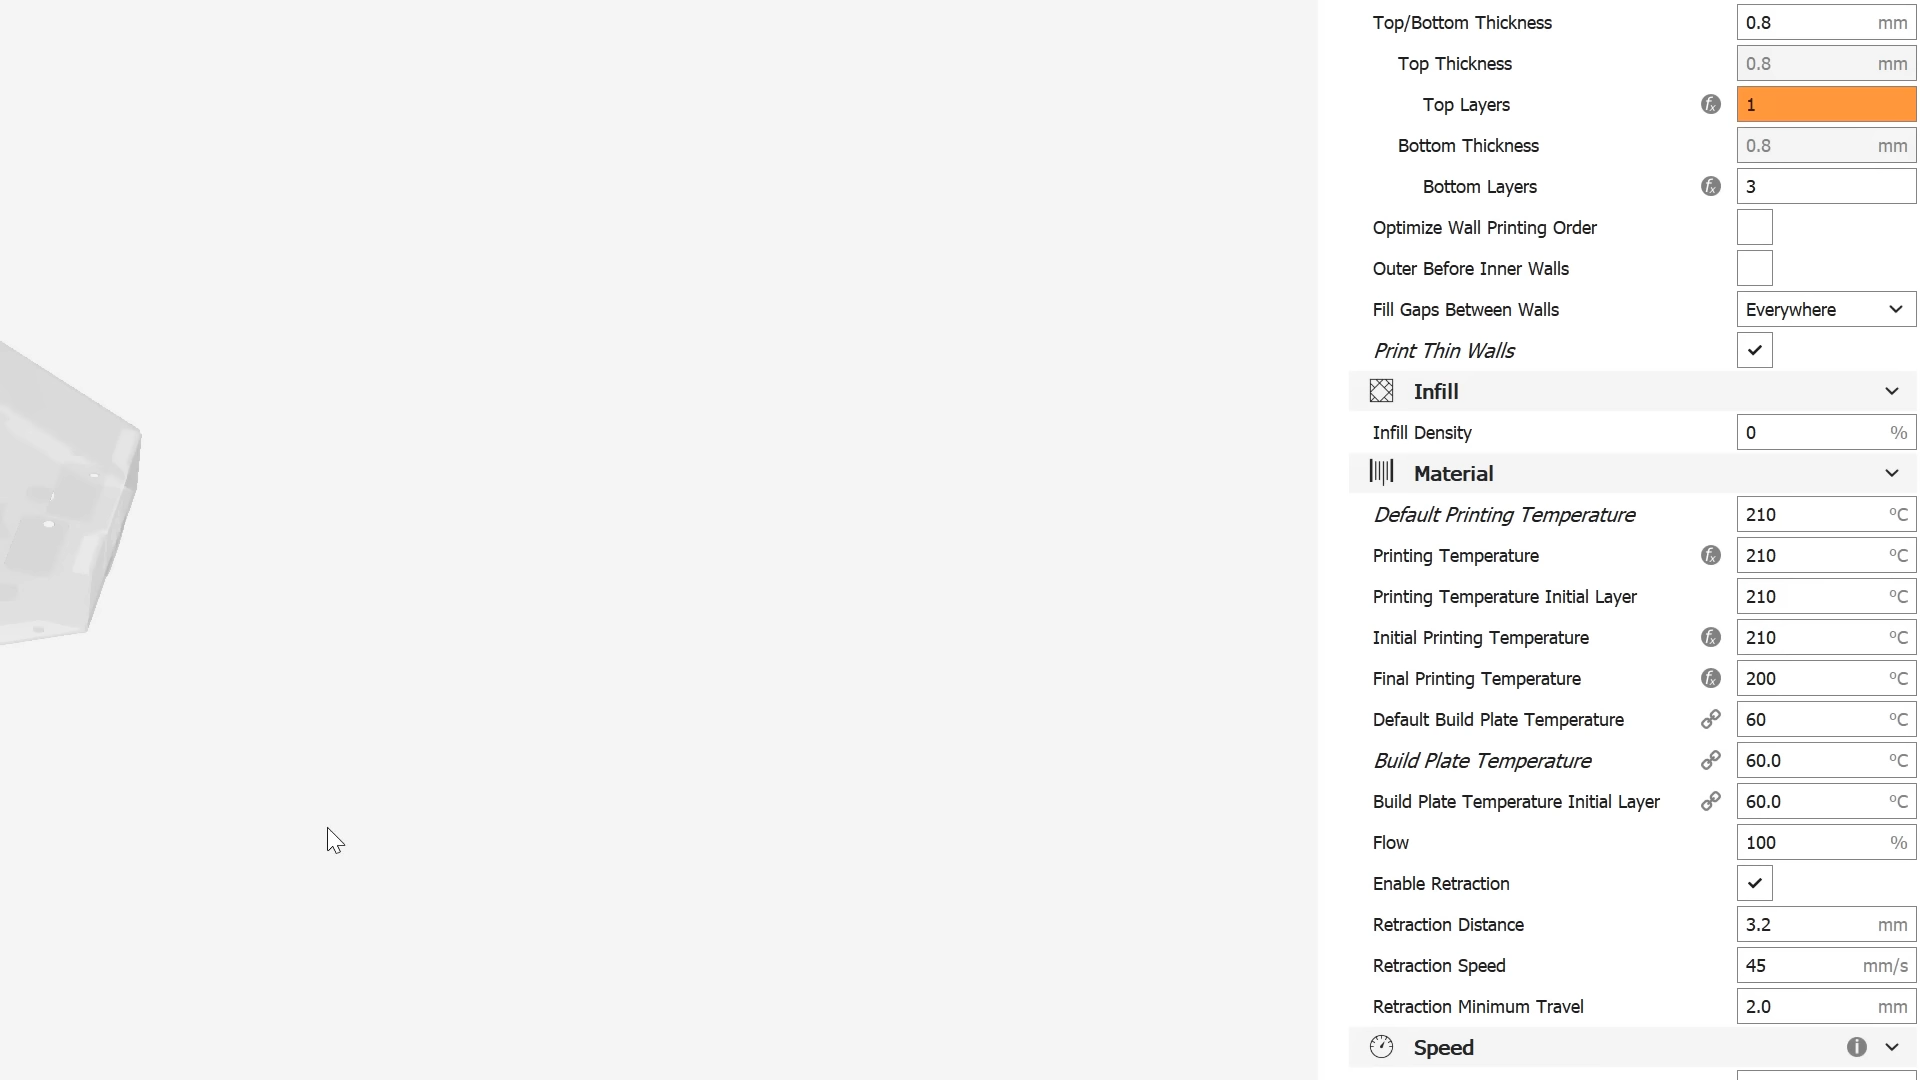 Top/Bottom Thickness 0.8 mm
Top Thickness 0.8 mm
Top Layers fx 1
Bottom Thickness 0.8 mm
Bottom Layers fx 3
Optimize Wall Printing Order
Outer Before Inner Walls
Fill Gaps Between Walls Everywhere
Print Thin Walls
Infill
Infill Density 0 %
Material
Default Printing Temperature 210 °C
Printing Temperature fx 210 °C
Printing Temperature Initial Layer 210 °C
Initial Printing Temperature fx 210 °C
Final Printing Temperature fx 200 °C
Default Build Plate Temperature 60 °C
Build Plate Temperature 60.0 °C
Build Plate Temperature Initial Layer 60.0 °C
Flow 100 %
Enable Retraction
Retraction Distance 3.2 mm
Retraction Speed 45 mm/s
Retraction Minimum Travel 2.0 mm
Speed